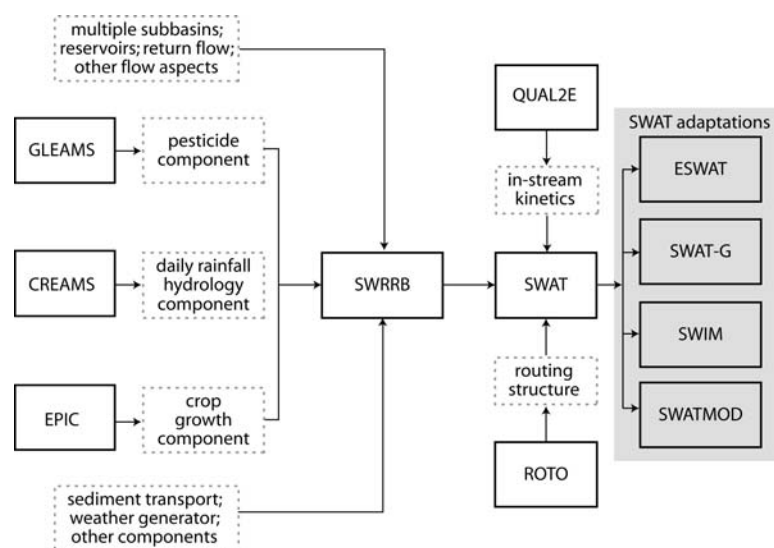 multiple subbasins;
reservoirs; return flow;
other flow aspects
QUAL2E
SWAT adaptations
GLEAMS
pesticide
component
in-stream
kinetics
ESWAT
CREAMS
daily rainfall
hydrology
component
SWRRB
SWAT
SWAT-G
SWIM
EPIC
crop
growth
component
routing
structure
SWATMOD
ROTO
sediment transport;
weather generator;
other components